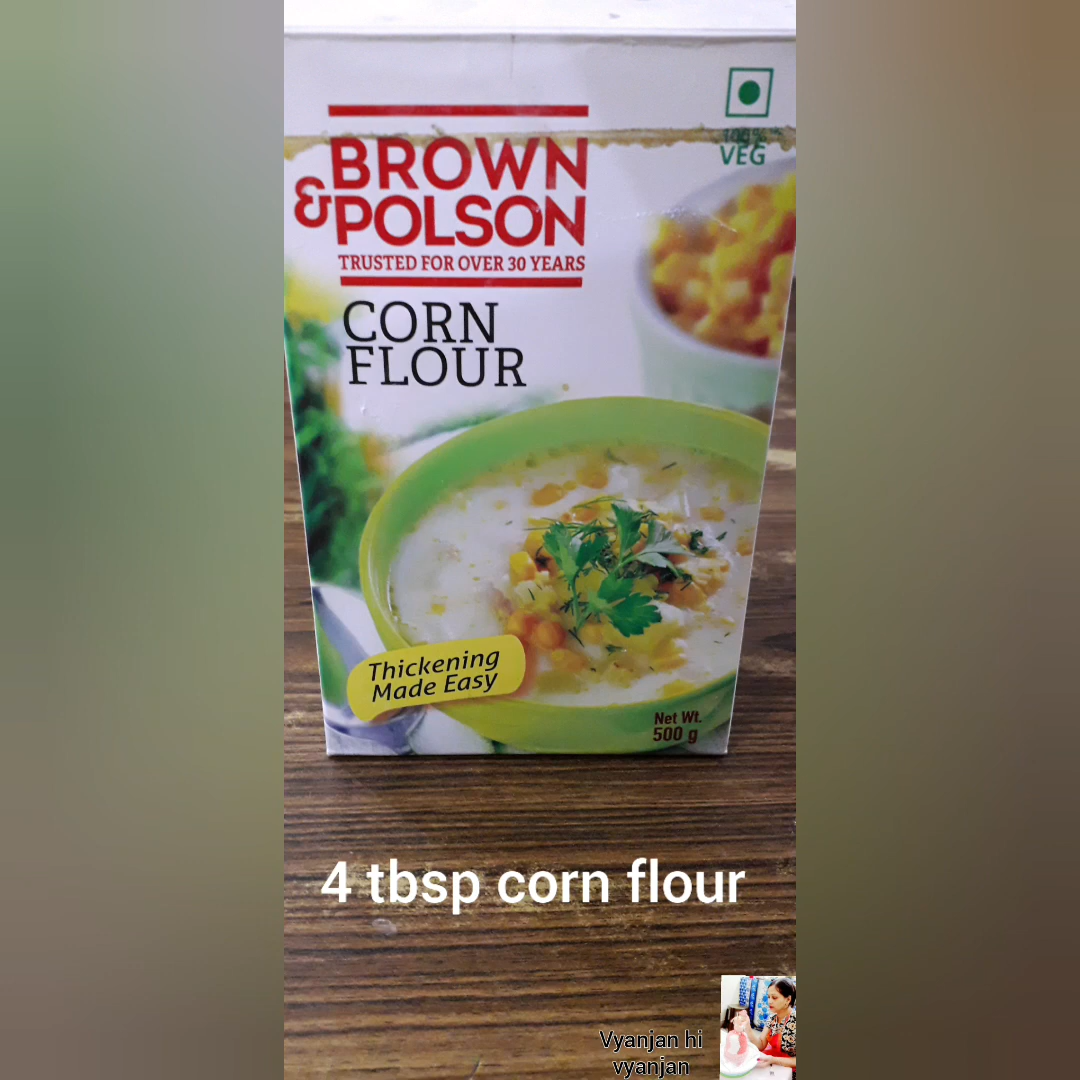 100%
VEG
BROWN
& POLSON
TRUSTED FOR OVER 30 YEARS
CORN
FLOUR
Thickening
Made Easy
Net Wt.
500 g
4 tbsp corn flour
Vyanjan hi
vyanjan